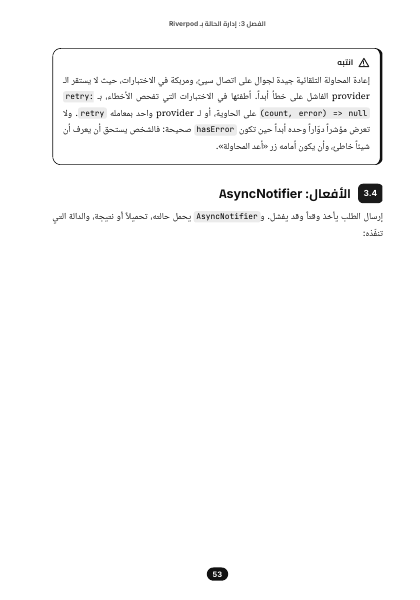 الفصل 3: إدارة الحالة بـ Riverpod
انتبه
إعادة المحاولة التلقائية جيدة لجوال على اتصال سيئ، ومربكة في الاختبارات، حيث لا يستقر الـ
provider الفاشل على خطأ أبداً. أطفئها في الاختبارات التي تفحص الأخطاء، بـ retry:
(count, error) => null على الحاوية، أو لـ provider واحد بمعامله retry. ولا
تعرض مؤشراً دوّاراً وحده أبداً حين تكون hasError صحيحة: فالشخص يستحق أن يعرف أن
شيئاً خاطئ، وأن يكون أمامه زر «أعد المحاولة».
3.4 الأفعال: AsyncNotifier
إرسال الطلب يأخذ وقتاً وقد يفشل. وAsyncNotifier يحمل حالته، تحميلاً أو نتيجة، والدالة التي
تنفّذه:
53